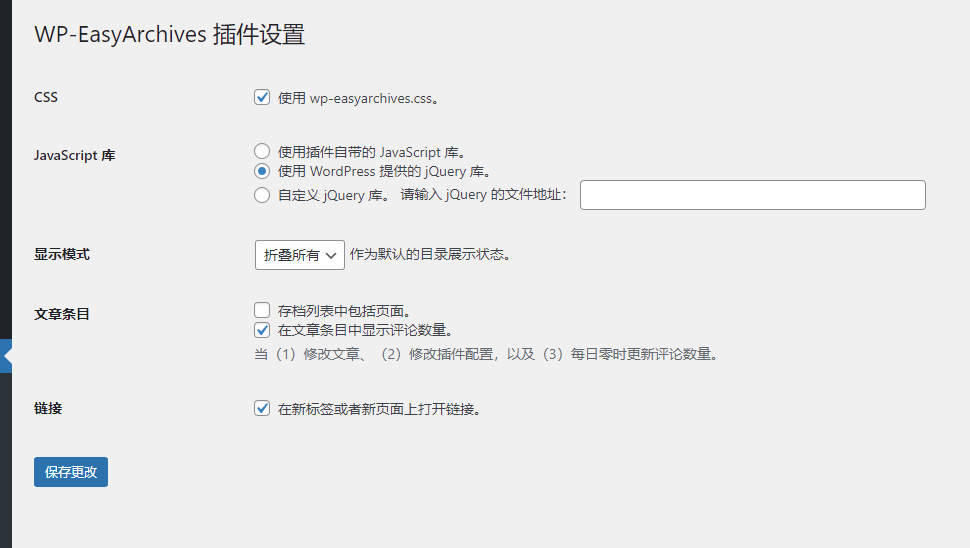 WP-EasyArchives 插件设置
CSS
使用 wp-easyarchives.css。
JavaScript 库
使用插件自带的 JavaScript 库。
使用 WordPress 提供的 jQuery 库。
自定义 jQuery 库。 请输入 jQuery 的文件地址：
显示模式
折叠所有 作为默认的目录展示状态。
文章条目
存档列表中包括页面。
在文章条目中显示评论数量。
当（1）修改文章、（2）修改插件配置，以及（3）每日零时更新评论数量。
链接
在新标签或者新页面上打开链接。
保存更改